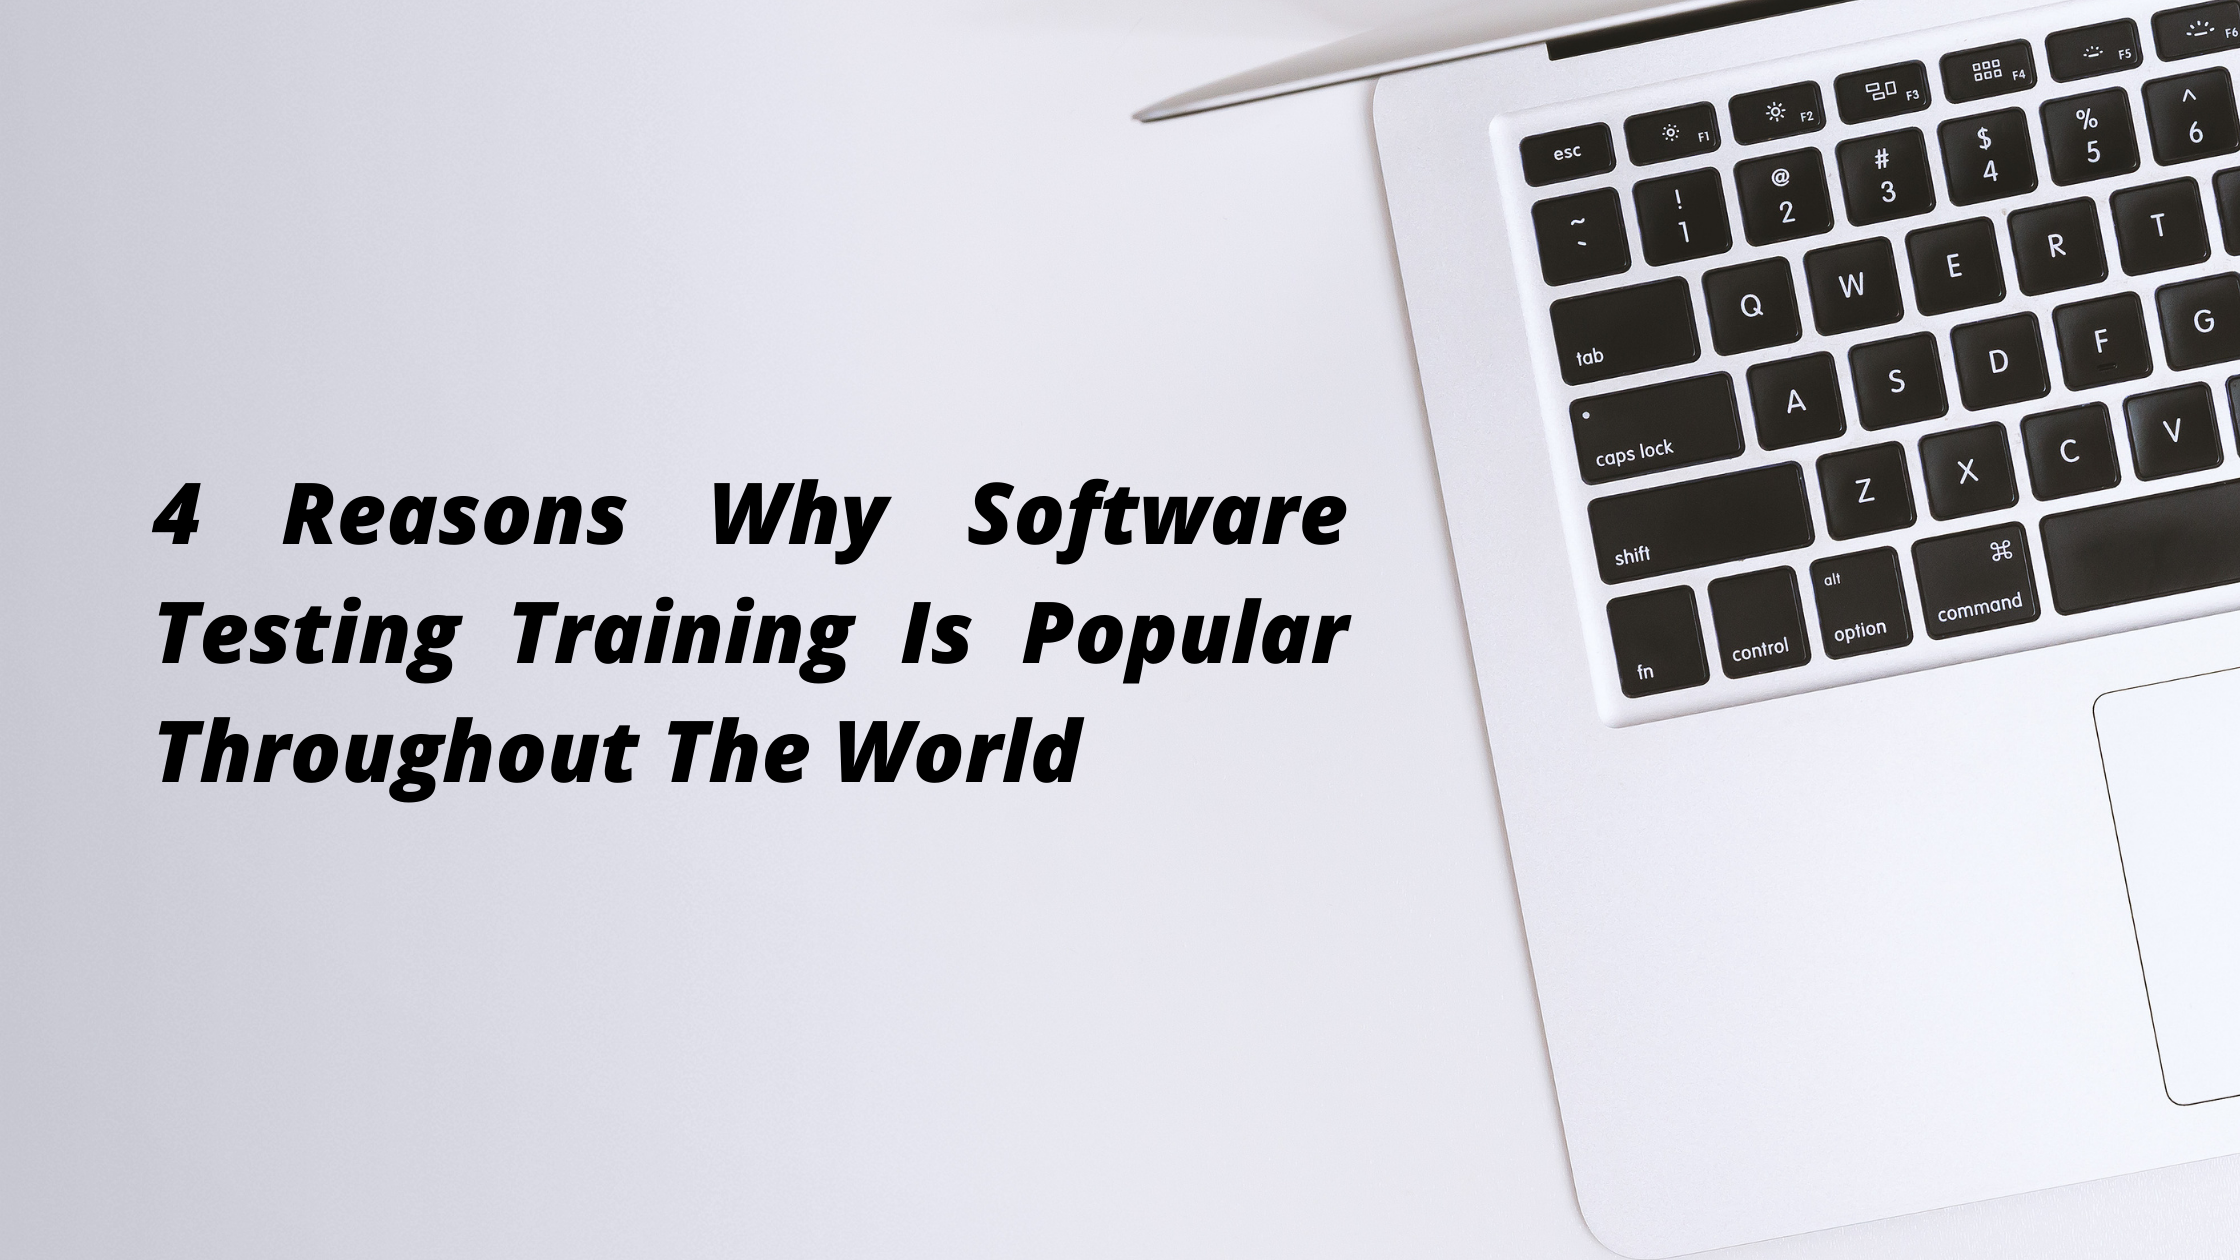 4 Reasons Why Software
Testing Training Is Popular
Throughout The World
esc F1 F2 F3 F4 F5 F6
~ ! @ # $ % ^
` 1 2 3 4 5 6
tab Q W E R T
caps lock A S D F G
shift Z X C V
fn control alt option ⌘ command